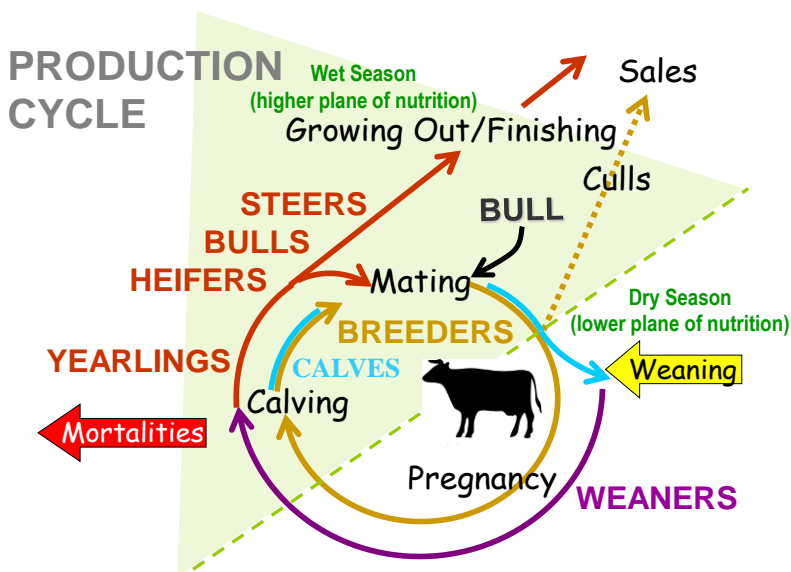 PRODUCTION
CYCLE
Wet Season
(higher plane of nutrition)
Sales
Growing Out/Finishing
Culls
STEERS
BULL
BULLS
HEIFERS
Mating
Dry Season
(lower plane of nutrition)
BREEDERS
YEARLINGS
CALVES
Weaning
Calving
Mortalities
Pregnancy
WEANERS